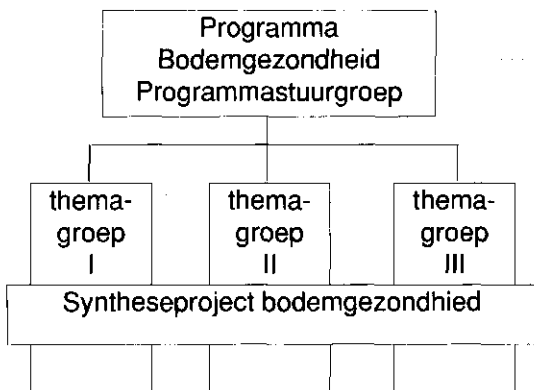 Programma
Bodemgezondheid
Programmastuurgroep
thema-
groep
I
thema-
groep
II
thema-
groep
III
Syntheseproject bodemgezondhied